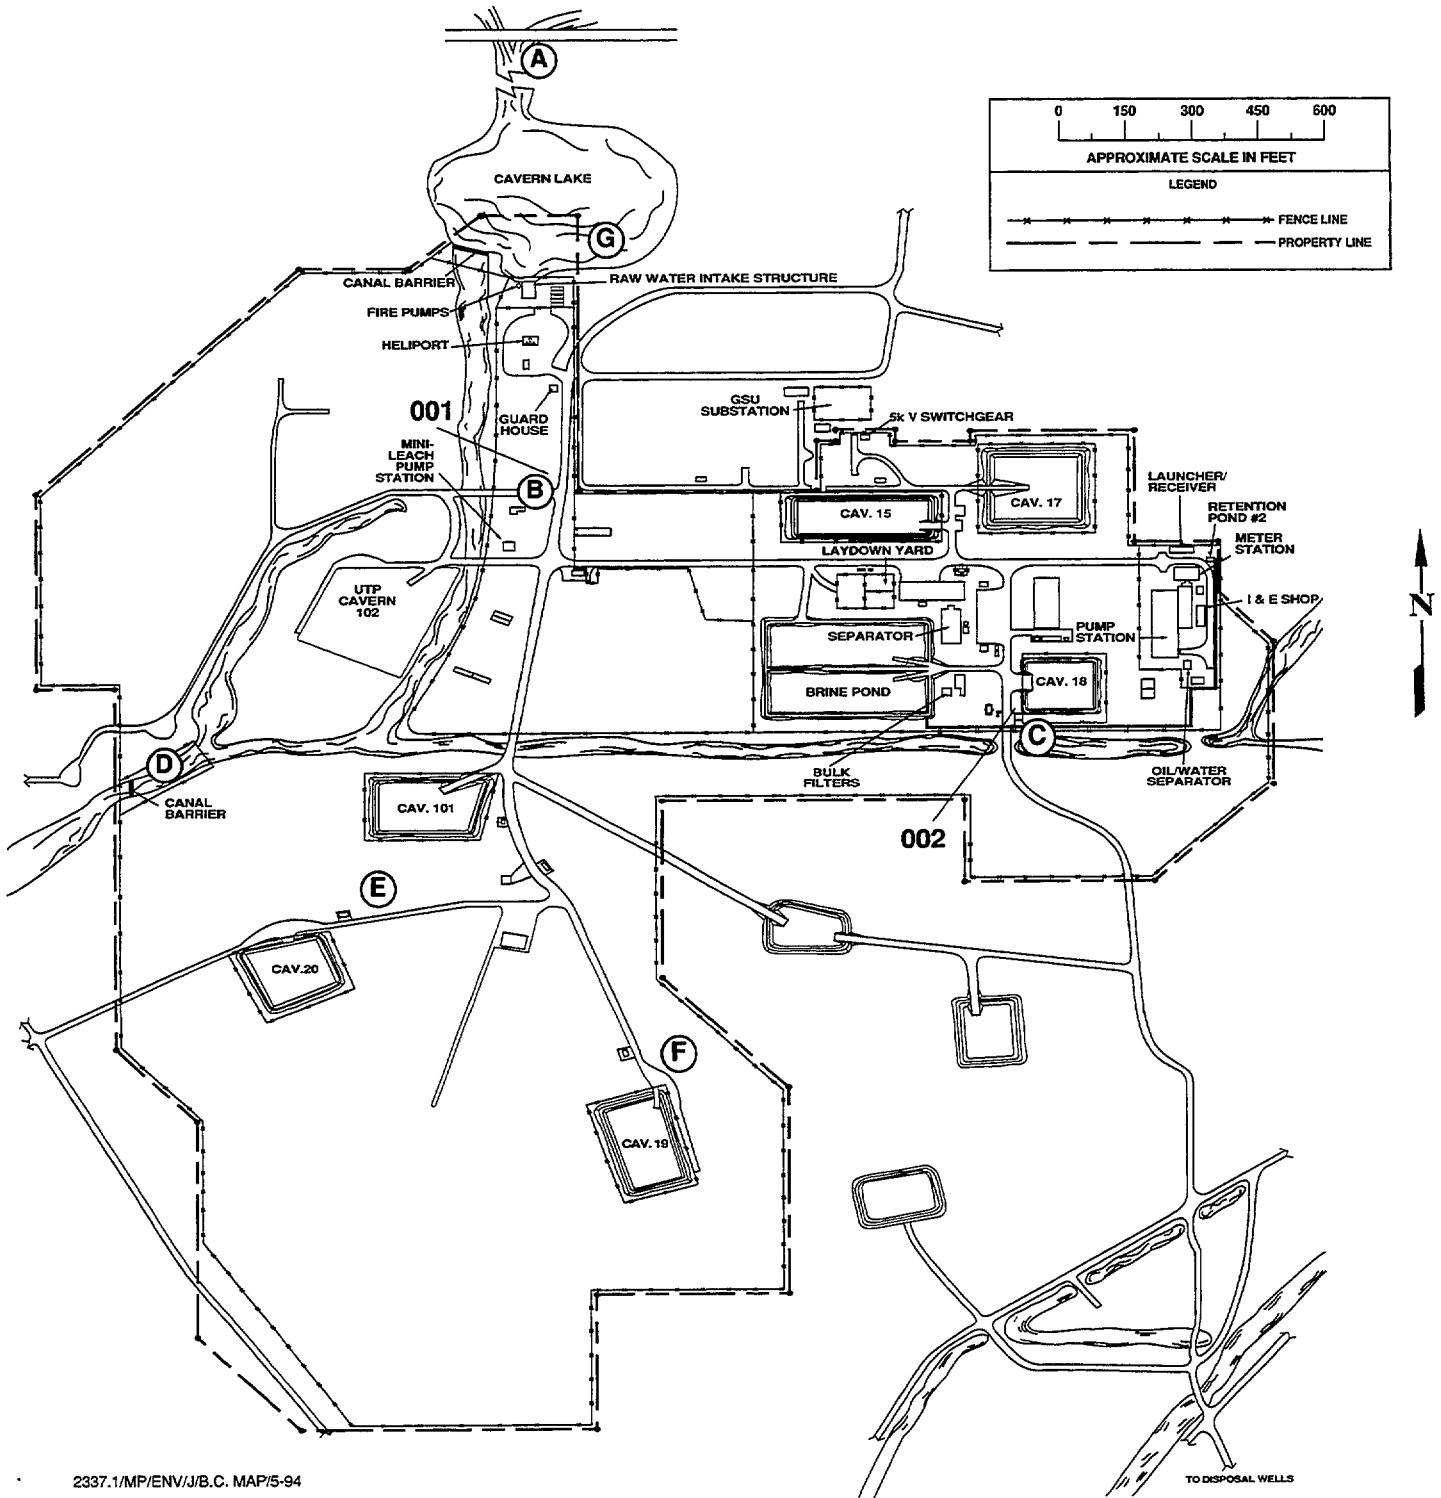 A
0 150 300 450 600
APPROXIMATE SCALE IN FEET
LEGEND
FENCE LINE
PROPERTY LINE
CAVERN LAKE
G
CANAL BARRIER
RAW WATER INTAKE STRUCTURE
FIRE PUMPS
HELIPORT
001
GUARD
HOUSE
MINI-
LEACH
PUMP
STATION
B
GSU
SUBSTATION
5k V SWITCHGEAR
CAV. 15
CAV. 17
LAUNCHER/
RECEIVER
RETENTION
POND #2
METER
STATION
I & E SHOP
LAYDOWN YARD
UTP
CAVERN
102
SEPARATOR
PUMP
STATION
BRINE POND
CAV. 18
N
C
D
CANAL
BARRIER
BULK
FILTERS
OIL/WATER
SEPARATOR
CAV. 101
002
E
CAV.20
F
CAV. 19
2337.1/MP/ENV/J/B.C. MAP/5-94
TO DISPOSAL WELLS